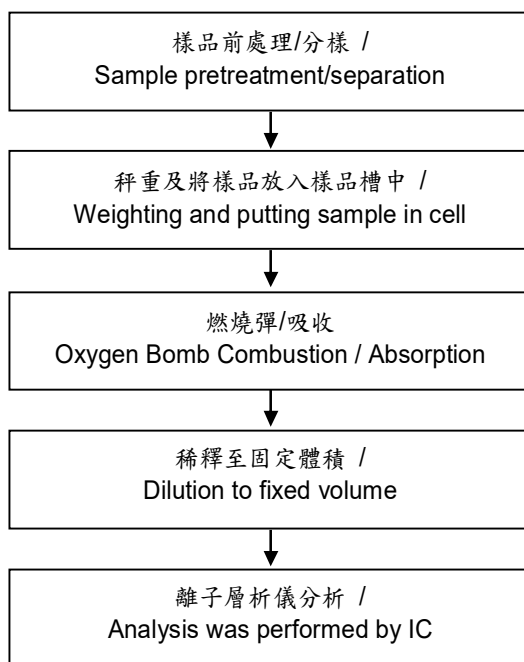 樣品前處理/分樣 /
Sample pretreatment/separation
秤重及將樣品放入樣品槽中 /
Weighting and putting sample in cell
燃燒彈/吸收
Oxygen Bomb Combustion / Absorption
稀釋至固定體積 /
Dilution to fixed volume
離子層析儀分析 /
Analysis was performed by IC